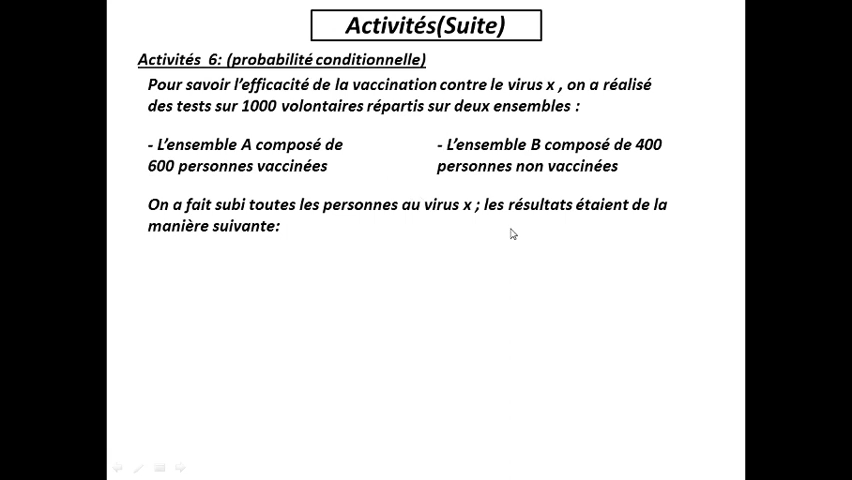 Activités(Suite)
Activités 6: (probabilité conditionnelle)
Pour savoir l'efficacité de la vaccination contre le virus x , on a réalisé
des tests sur 1000 volontaires répartis sur deux ensembles :
- L'ensemble A composé de
600 personnes vaccinées
- L'ensemble B composé de 400
personnes non vaccinées
On a fait subi toutes les personnes au virus x ; les résultats étaient de la
manière suivante: